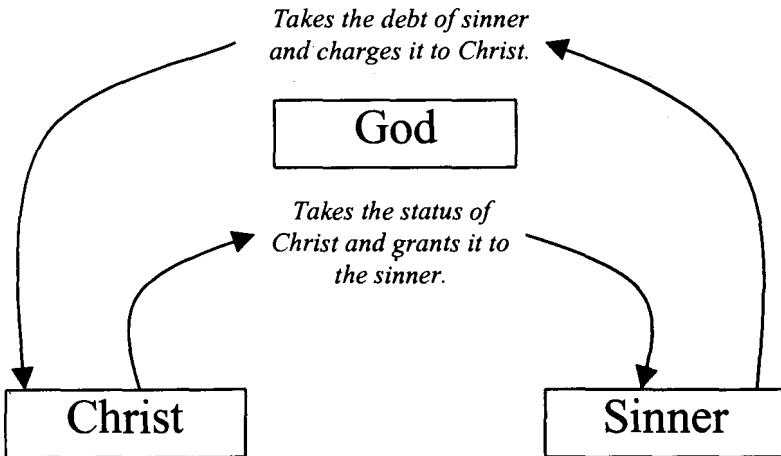 Takes the debt of sinner
and charges it to Christ.
God
Takes the status of
Christ and grants it to
the sinner.
Christ
Sinner